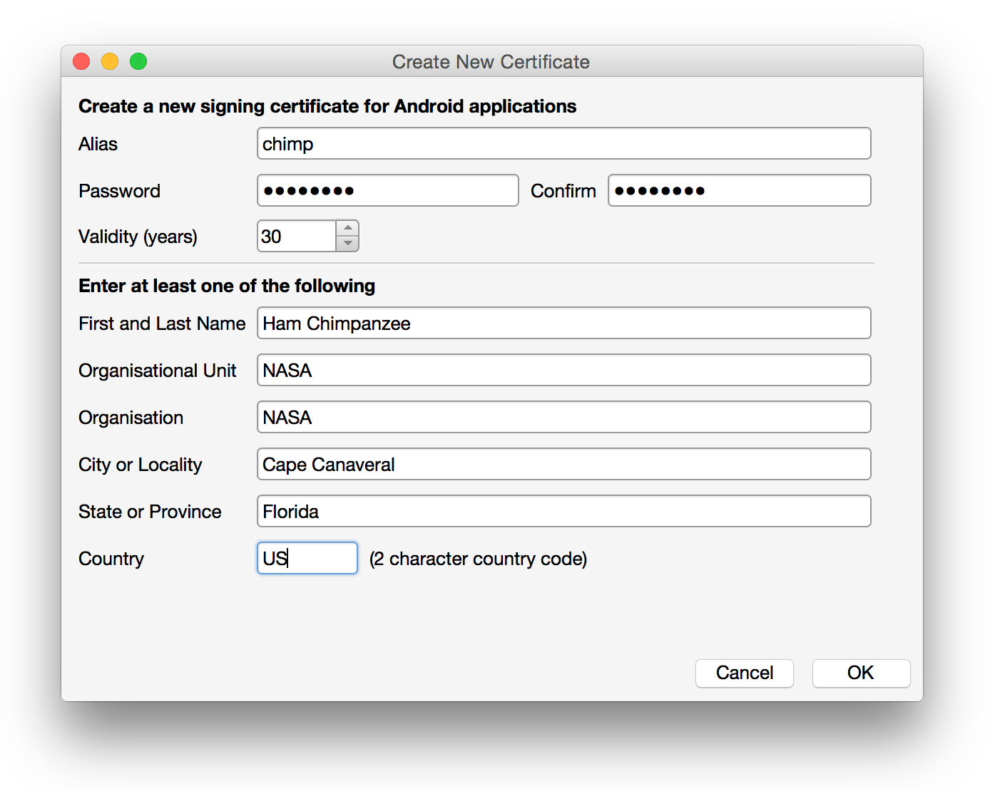 Create New Certificate
Create a new signing certificate for Android applications
Alias chimp
Password ●●●●●●●● Confirm ●●●●●●●●
Validity (years) 30
Enter at least one of the following
First and Last Name Ham Chimpanzee
Organisational Unit NASA
Organisation NASA
City or Locality Cape Canaveral
State or Province Florida
Country US (2 character country code)
Cancel OK